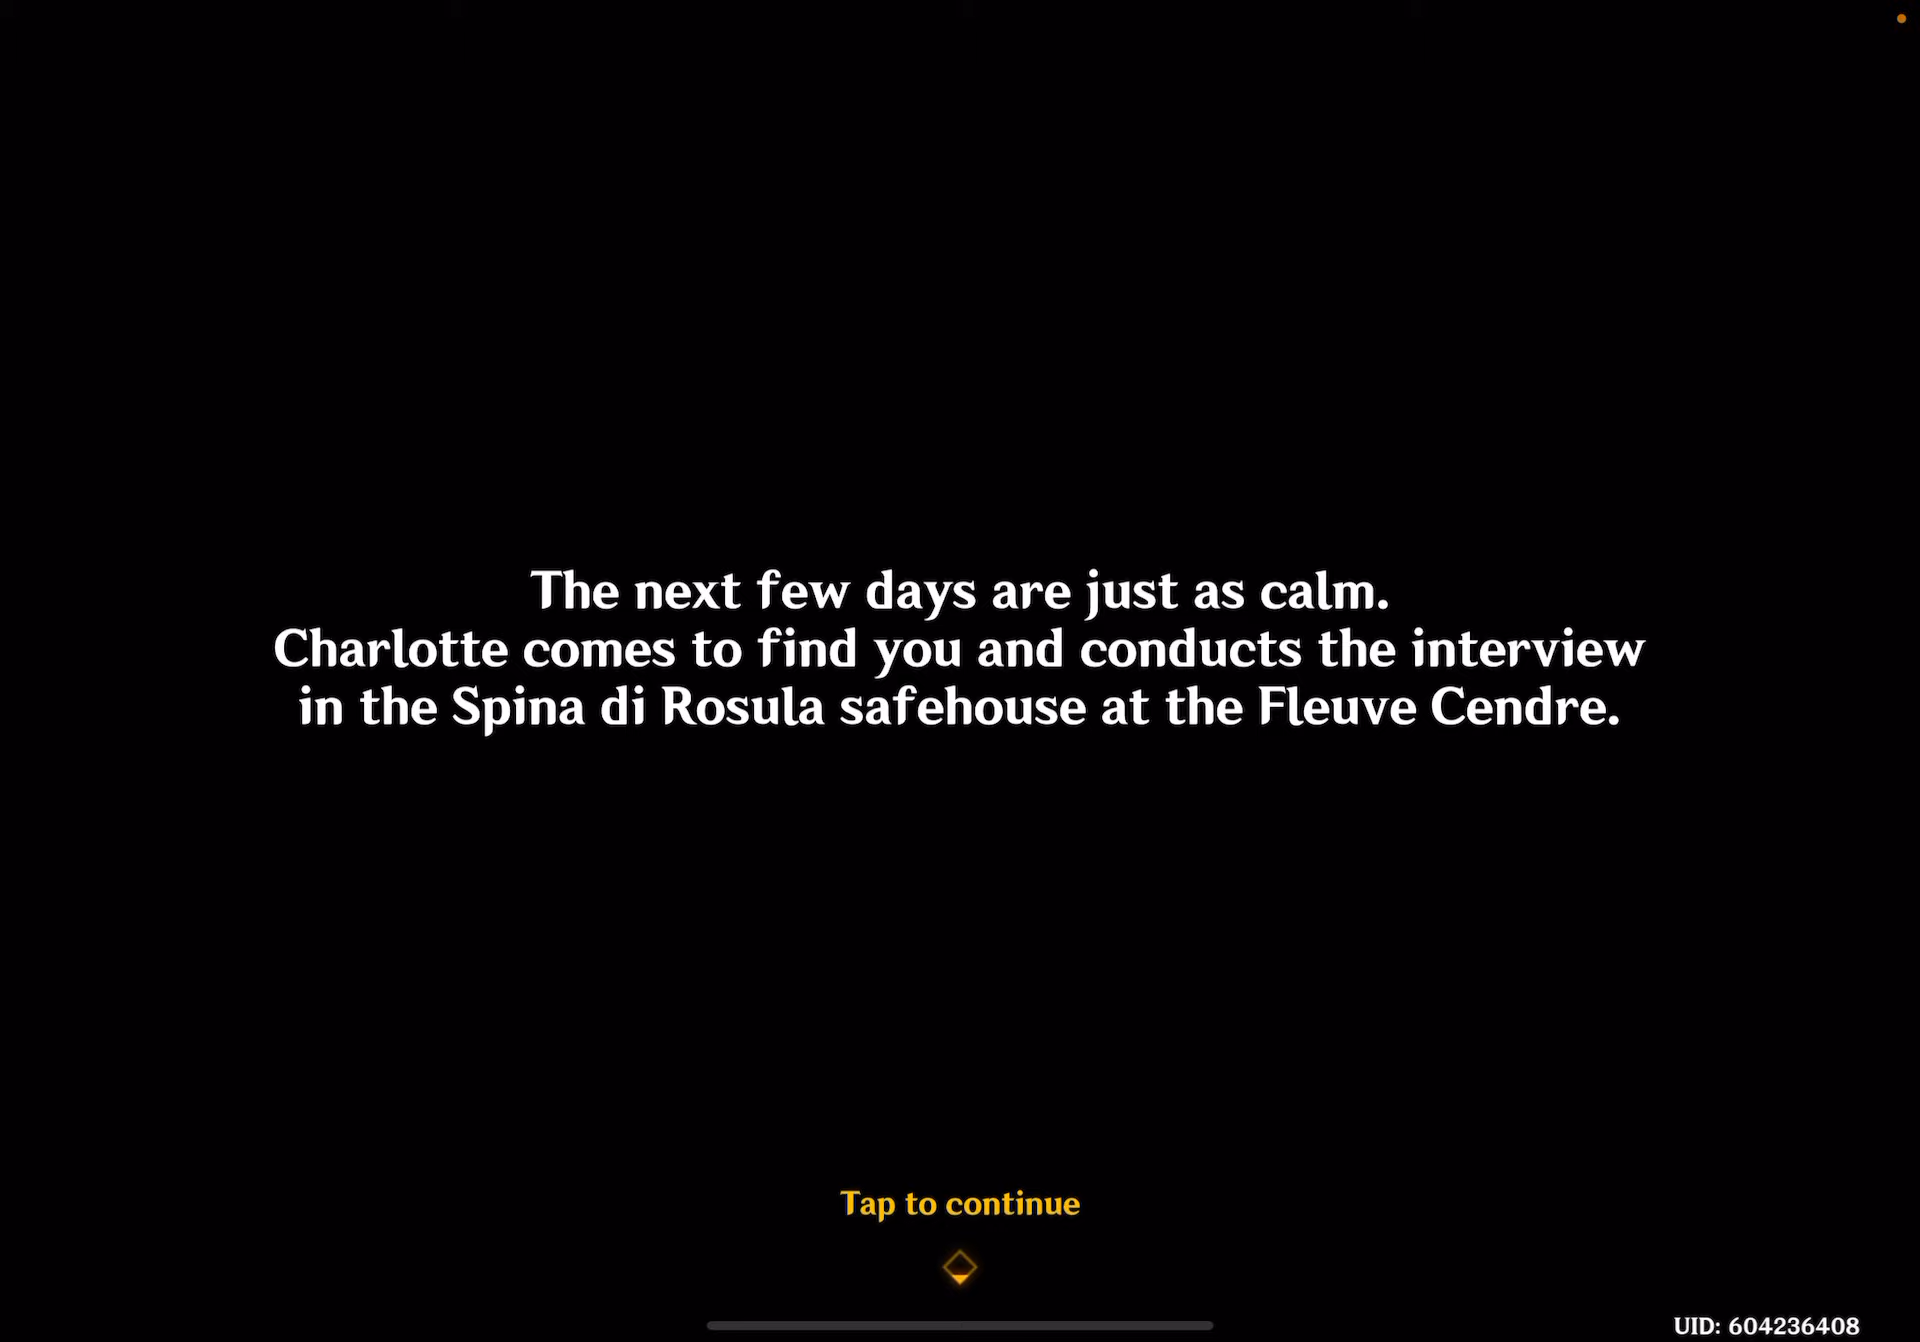 The next few days are just as calm.
Charlotte comes to find you and conducts the interview
in the Spina di Rosula safehouse at the Fleuve Cendre.
Tap to continue
UID: 604236408